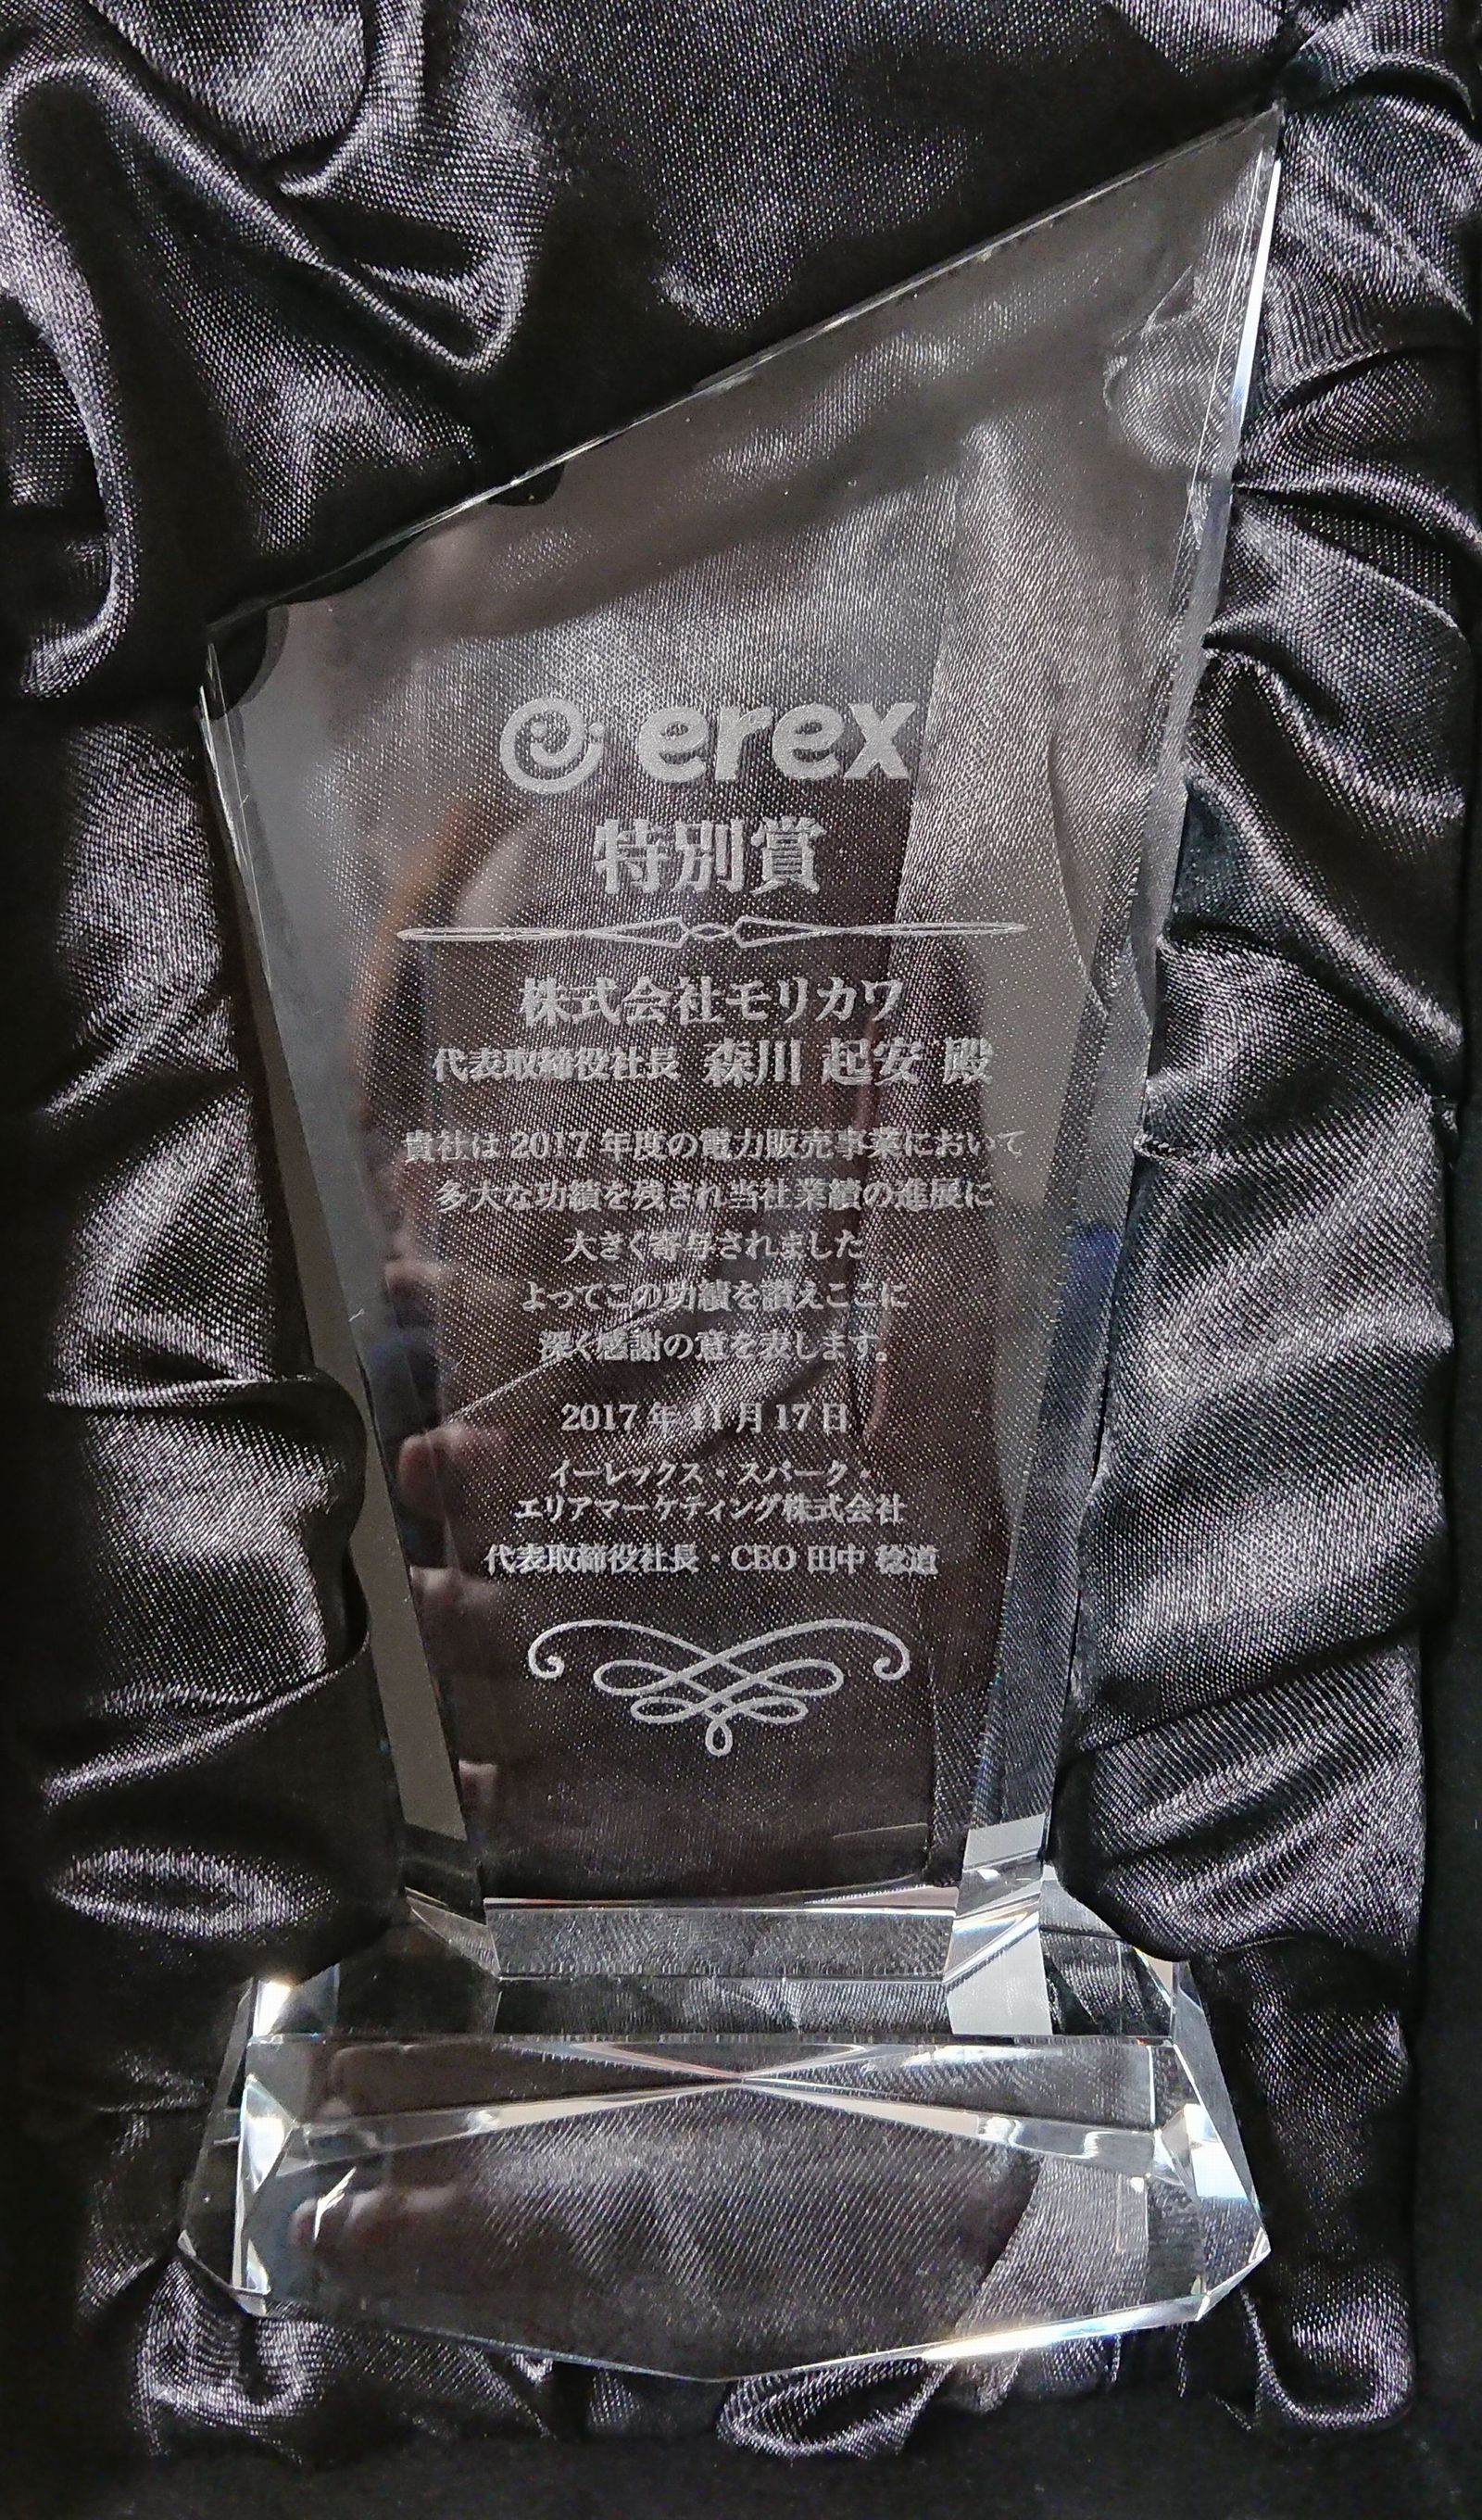 erex
特別賞
株式会社モリカワ
代表取締役社長 森川 起安 殿
貴社は 2017 年度の電力販売事業において
多大な功績を残され当社業績の進展に
大きく寄与されました
よってこの功績を讃えここに
深く感謝の意を表します。
2017 年 11 月 17 日
イーレックス・スパーク・
エリアマーケティング株式会社
代表取締役社長・CEO 田中 稔道